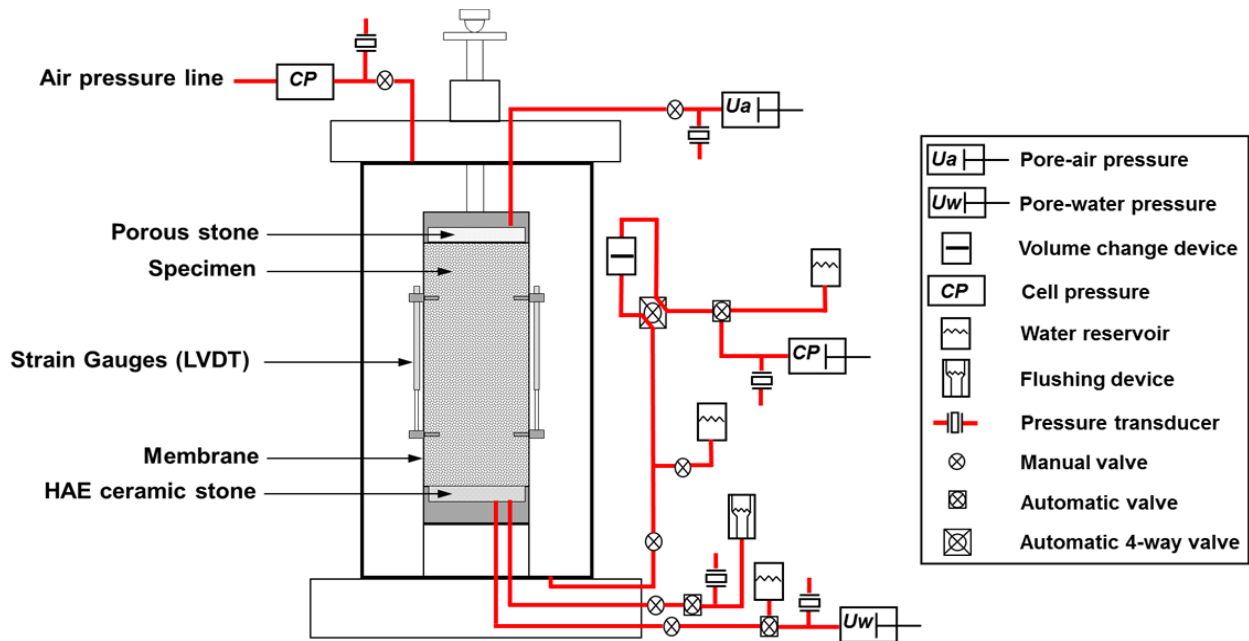 Air pressure line
CP
Ua
Porous stone
Specimen
Strain Gauges (LVDT)
CP
Membrane
HAE ceramic stone
Uw
Ua
Pore-air pressure
Uw
Pore-water pressure
Volume change device
CP
Cell pressure
Water reservoir
Flushing device
Pressure transducer
Manual valve
Automatic valve
Automatic 4-way valve